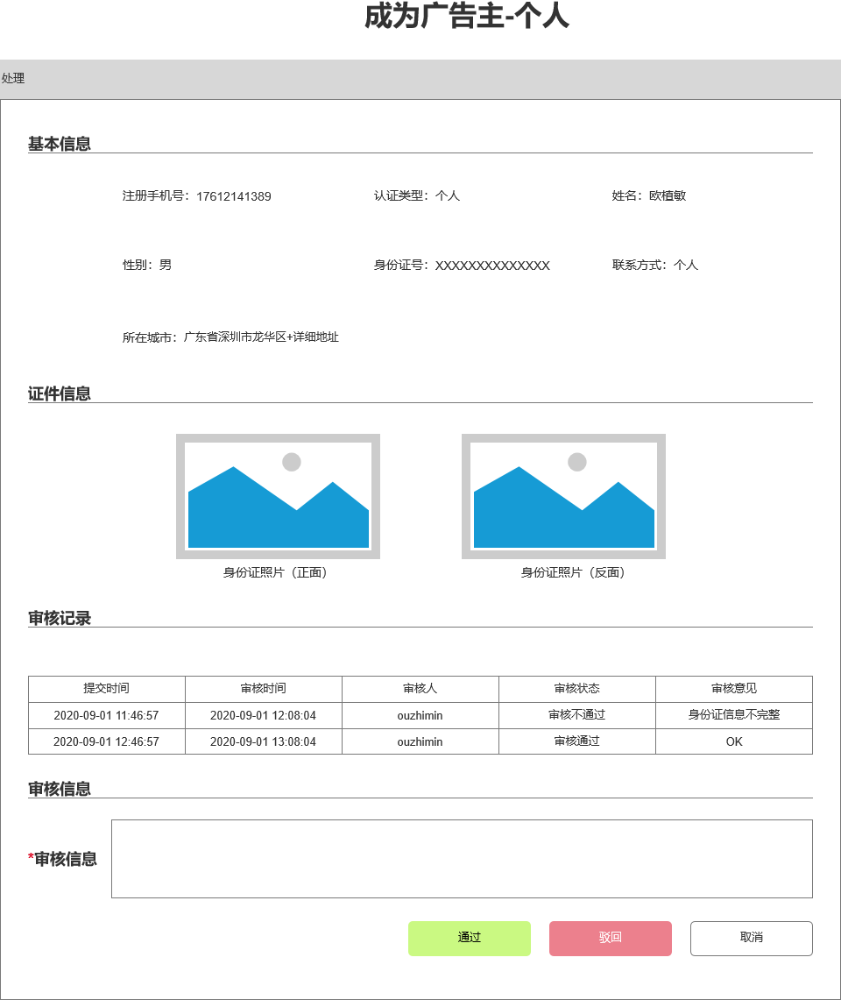 成为广告主-个人
处理
基本信息
注册手机号：17612141389 认证类型：个人 姓名：欧植敏
性别：男 身份证号：XXXXXXXXXXXXXX 联系方式：个人
所在城市：广东省深圳市龙华区+详细地址
证件信息
身份证照片（正面） 身份证照片（反面）
审核记录
提交时间 审核时间 审核人 审核状态 审核意见
2020-09-01 11:46:57 2020-09-01 12:08:04 ouzhimin 审核不通过 身份证信息不完整
2020-09-01 12:46:57 2020-09-01 13:08:04 ouzhimin 审核通过 OK
审核信息
*审核信息
通过 驳回 取消